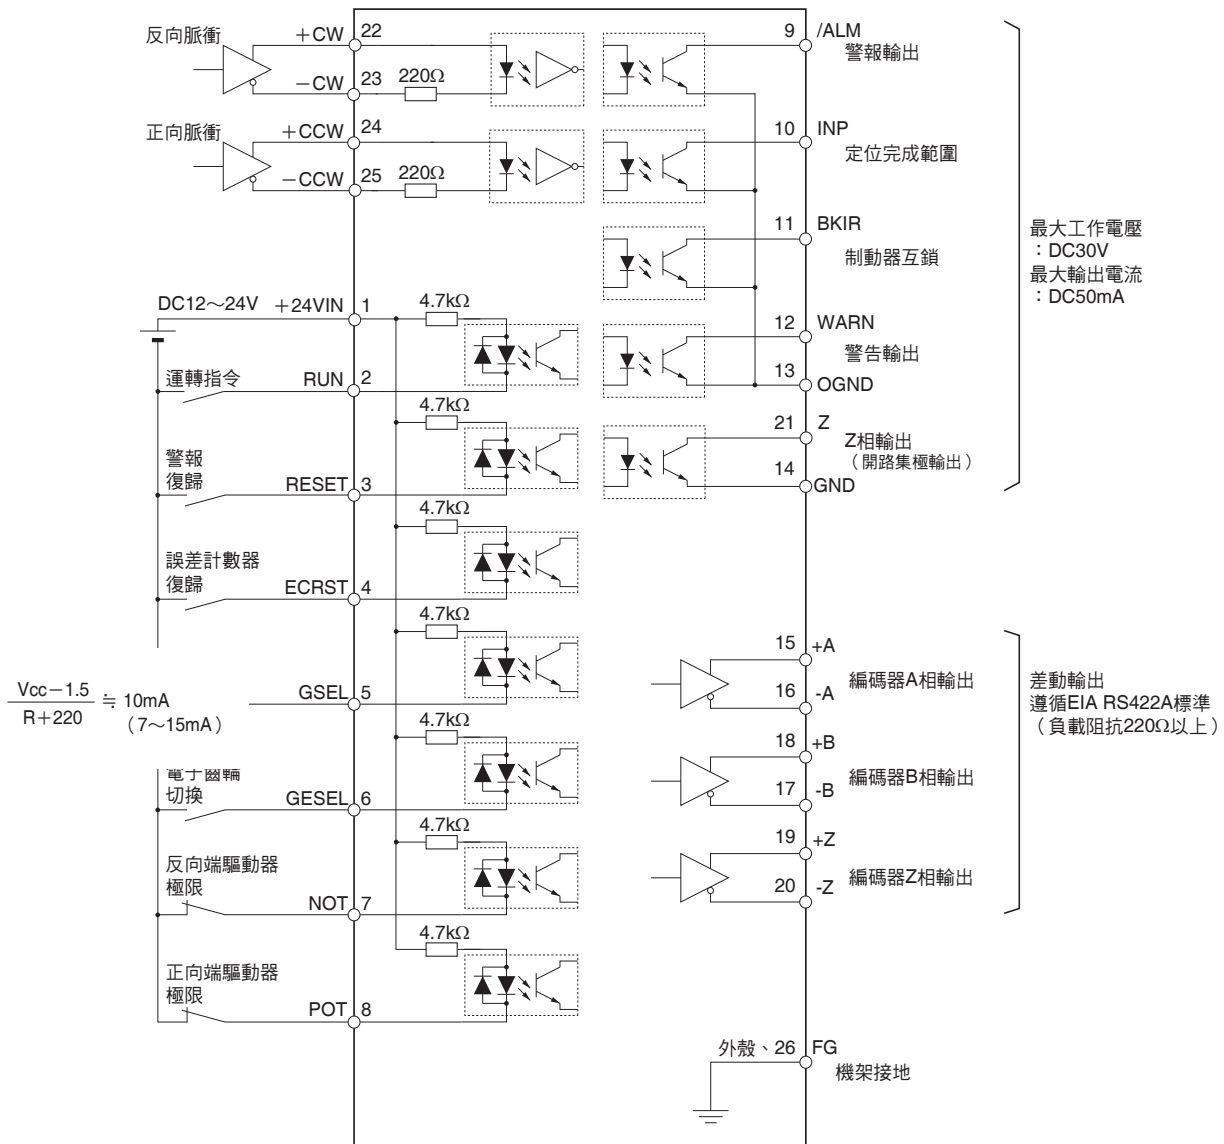 反向脈衝
+CW
22
-CW
23
220Ω
正向脈衝
+CCW
24
-CCW
25
220Ω
DC12～24V
+24VIN
1
4.7kΩ
運轉指令
RUN
2
4.7kΩ
警報
復歸
RESET
3
4.7kΩ
誤差計數器
復歸
ECRST
4
4.7kΩ
Vcc-1.5
R+220
≒ 10mA
（7～15mA）
GSEL
5
4.7kΩ
電子齒輪
切換
GESEL
6
4.7kΩ
反向端驅動器
極限
NOT
7
4.7kΩ
正向端驅動器
極限
POT
8
9
/ALM
警報輸出
10
INP
定位完成範圍
11
BKIR
制動器互鎖
12
WARN
警告輸出
13
OGND
21
Z
Z相輸出
（開路集極輸出）
14
GND
最大工作電壓
：DC30V
最大輸出電流
：DC50mA
15
+A
編碼器A相輸出
16
-A
18
+B
編碼器B相輸出
17
-B
19
+Z
編碼器Z相輸出
20
-Z
差動輸出
遵循EIA RS422A標準
（負載阻抗220Ω以上）
外殼、26
FG
機架接地